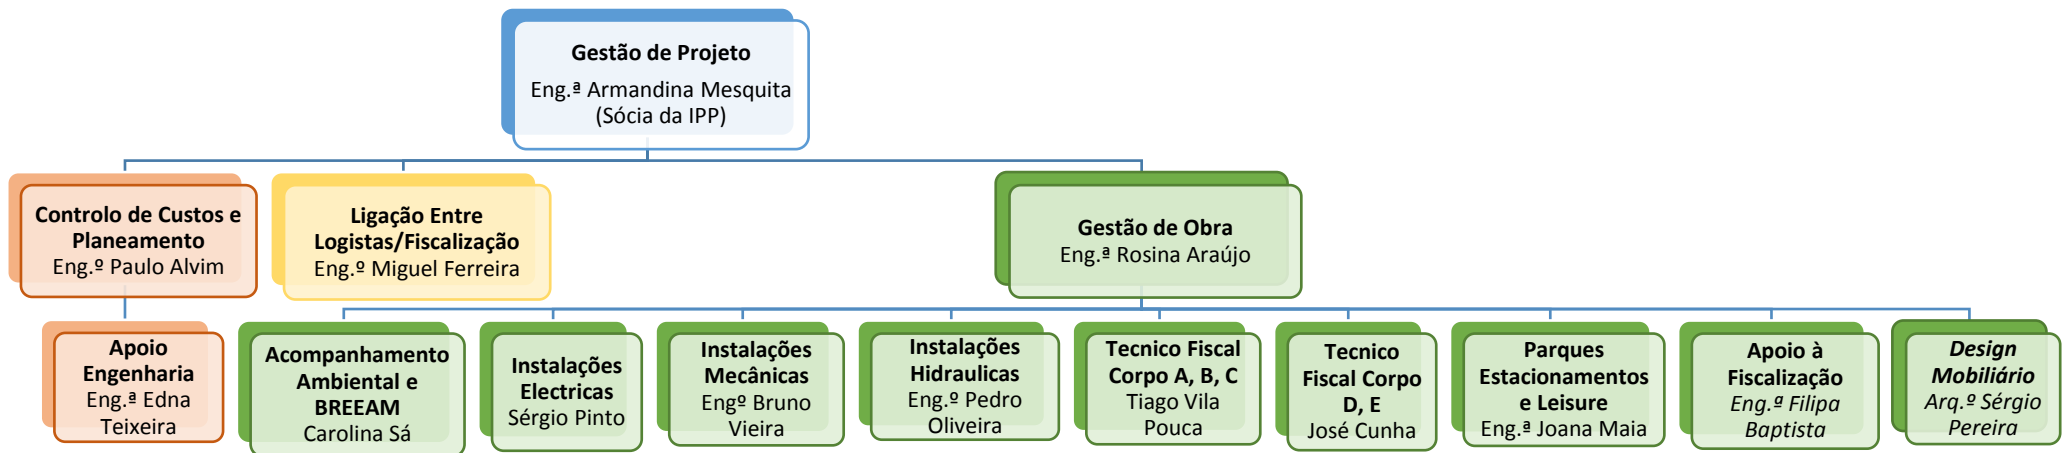 Gestão de Projeto
Eng.ª Armandina Mesquita
(Sócia da IPP)
Controlo de Custos e
Planeamento
Eng.º Paulo Alvim
Ligação Entre
Logistas/Fiscalização
Eng.º Miguel Ferreira
Gestão de Obra
Eng.ª Rosina Araújo
Apoio
Engenharia
Eng.ª Edna
Teixeira
Acompanhamento
Ambiental e
BREEAM
Carolina Sá
Instalações
Electricas
Sérgio Pinto
Instalações
Mecânicas
Engº Bruno
Vieira
Instalações
Hidraulicas
Eng.º Pedro
Oliveira
Tecnico Fiscal
Corpo A, B, C
Tiago Vila
Pouca
Tecnico
Fiscal Corpo
D, E
José Cunha
Parques
Estacionamentos
e Leisure
Eng.ª Joana Maia
Apoio à
Fiscalização
Eng.ª Filipa
Baptista
Design
Mobiliário
Arq.º Sérgio
Pereira